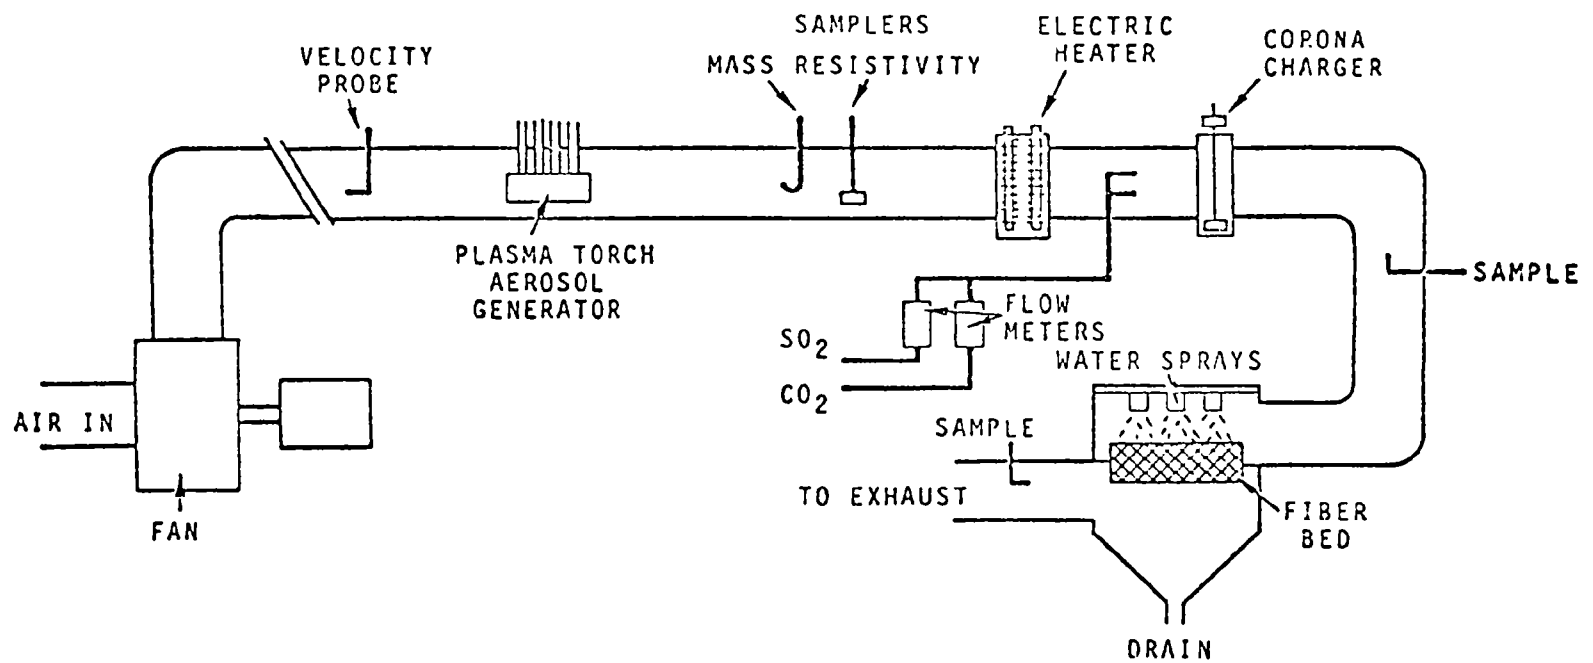 SAMPLERS
ELECTRIC
HEATER
CORONA
CHARGER
VELOCITY
PROBE
MASS RESISTIVITY
PLASMA TORCH
AEROSOL
GENERATOR
SAMPLE
FLOW
METERS
SO2
WATER SPRAYS
CO2
AIR IN
SAMPLE
TO EXHAUST
FIBER
BED
FAN
DRAIN